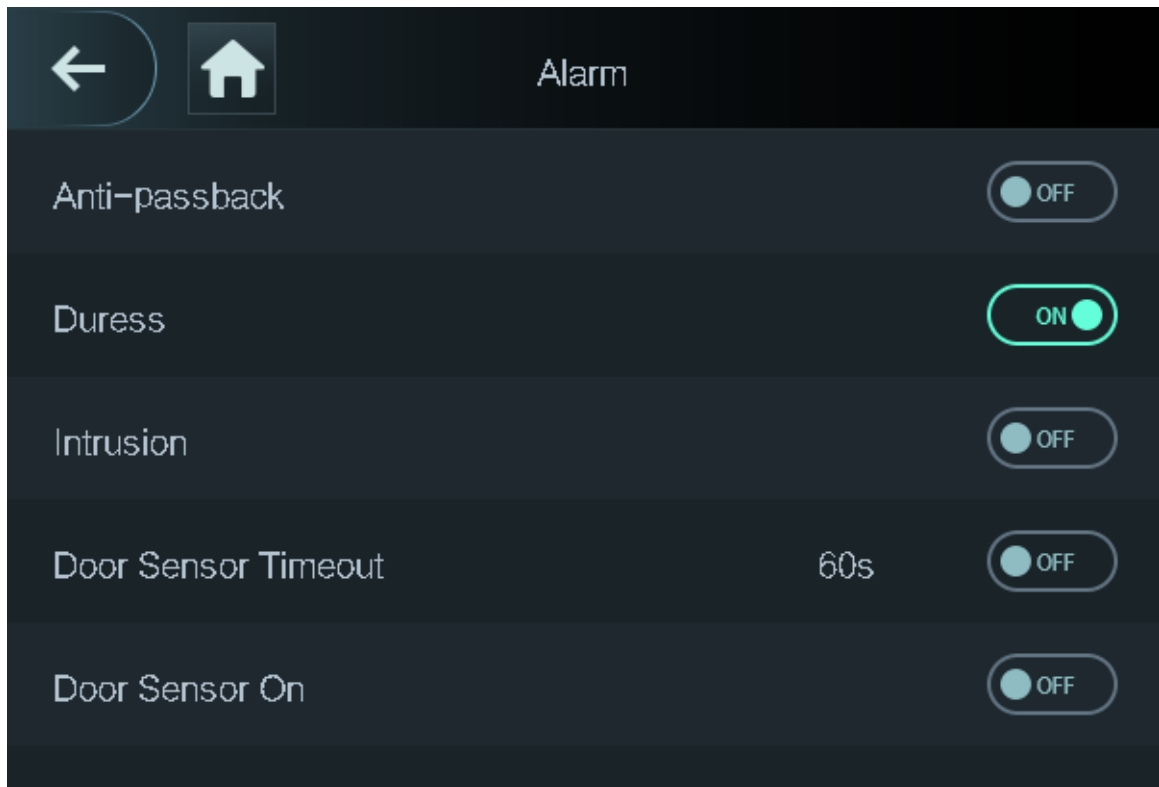 Alarm
Anti-passback OFF
Duress ON
Intrusion OFF
Door Sensor Timeout 60s OFF
Door Sensor On OFF